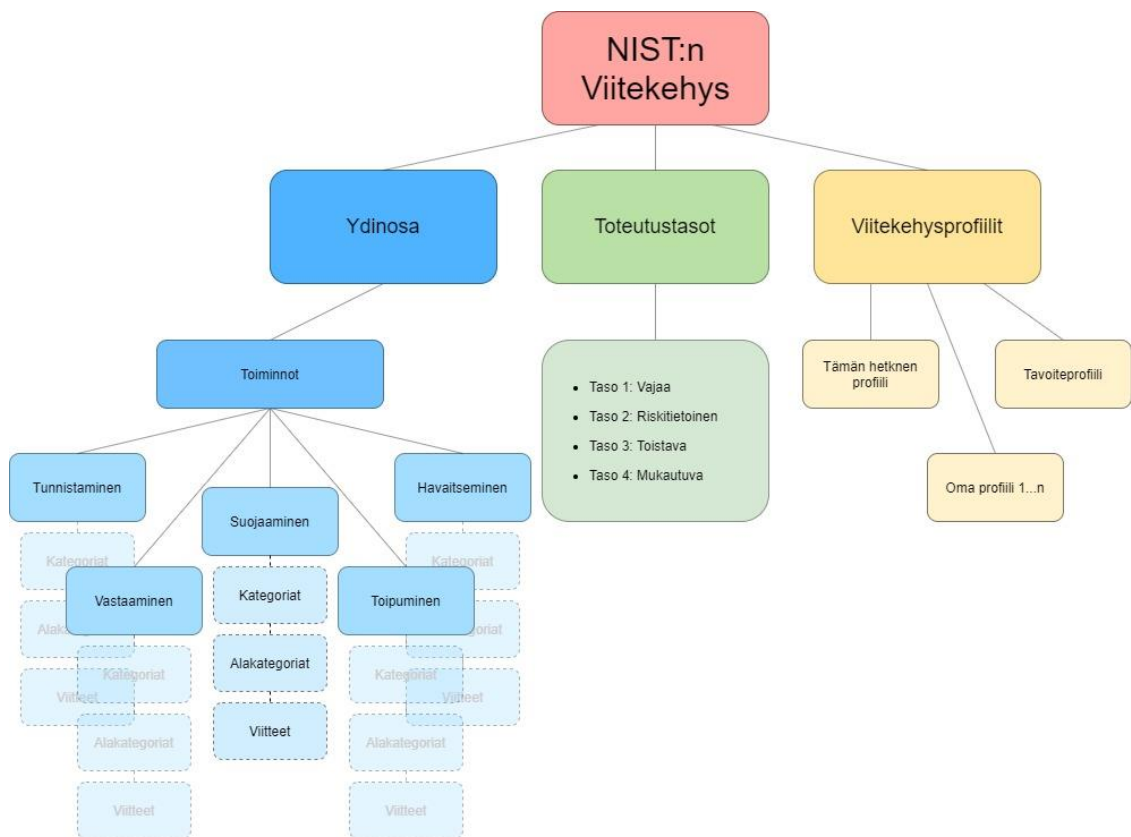 NIST:n
Viitekehys
Ydinosa
Toteutustasot
Viitekehysprofiilit
Toiminnot
Taso 1: Vajaa
Taso 2: Riskitietoinen
Taso 3: Toistava
Taso 4: Mukautuva
Tämän hetknen
profiili
Tavoiteprofiili
Oma profiili 1...n
Tunnistaminen
Havaitseminen
Suojaaminen
Kategoriat
Vastaaminen
Kategoriat
Toipuminen
Alakategoriat
Kategoriat
Kategoriat
Viitteet
Viitteet
Viitteet
Alakategoriat
Alakategoriat
Viitteet
Viitteet